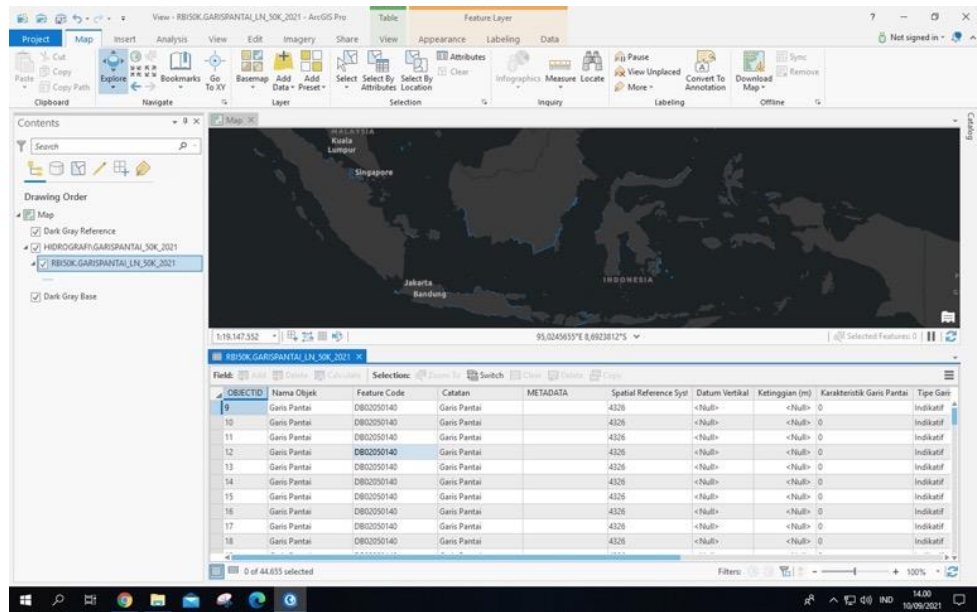 View - RBI50K.GARISPANTAI_LN_50K_2021 - ArcGIS Pro
Table
Feature Layer
? 
Project Map Insert Analysis View Edit Imagery Share View Appearance Labeling Data
Not signed in
Paste
Cut
Copy
Copy Path
Explore
Bookmarks
Go To XY
Basemap
Add Data
Add Preset
Select
Select By Attributes
Select By Location
Attributes
Clear
Infographics
Measure
Locate
Pause
View Unplaced
More
Convert To Annotation
Download Map
Sync
Remove
Clipboard Navigate Layer Selection Inquiry Labeling Offline
Contents
Search
Drawing Order
Map
Dark Gray Reference
HIDROGRAFI\GARISPANTAI_50K_2021
RBI50K.GARISPANTAI_LN_50K_2021
Dark Gray Base
Map
MALAYSIA
Kuala
Lumpur
Singapore
Jakarta
Bandung
INDONESIA
Catalog
1:19.147.552
95,0245655°E 8,6923812°S
Selected Features: 0
RBI50K.GARISPANTAI_LN_50K_2021
Field: Add Delete Calculate Selection: Zoom To Switch Clear Delete Copy
OBJECTID Nama Objek Feature Code Catatan METADATA Spatial Reference Syst Datum Vertikal Ketinggian (m) Karakteristik Garis Pantai Tipe Garis
9 Garis Pantai DB02050140 Garis Pantai 4326 <Null> <Null> 0 Indikatif
10 Garis Pantai DB02050140 Garis Pantai 4326 <Null> <Null> 0 Indikatif
11 Garis Pantai DB02050140 Garis Pantai 4326 <Null> <Null> 0 Indikatif
12 Garis Pantai DB02050140 Garis Pantai 4326 <Null> <Null> 0 Indikatif
13 Garis Pantai DB02050140 Garis Pantai 4326 <Null> <Null> 0 Indikatif
14 Garis Pantai DB02050140 Garis Pantai 4326 <Null> <Null> 0 Indikatif
15 Garis Pantai DB02050140 Garis Pantai 4326 <Null> <Null> 0 Indikatif
16 Garis Pantai DB02050140 Garis Pantai 4326 <Null> <Null> 0 Indikatif
17 Garis Pantai DB02050140 Garis Pantai 4326 <Null> <Null> 0 Indikatif
18 Garis Pantai DB02050140 Garis Pantai 4326 <Null> <Null> 0 Indikatif
0 of 44.655 selected
Filters: 100%
IND
14.00
10/09/2021